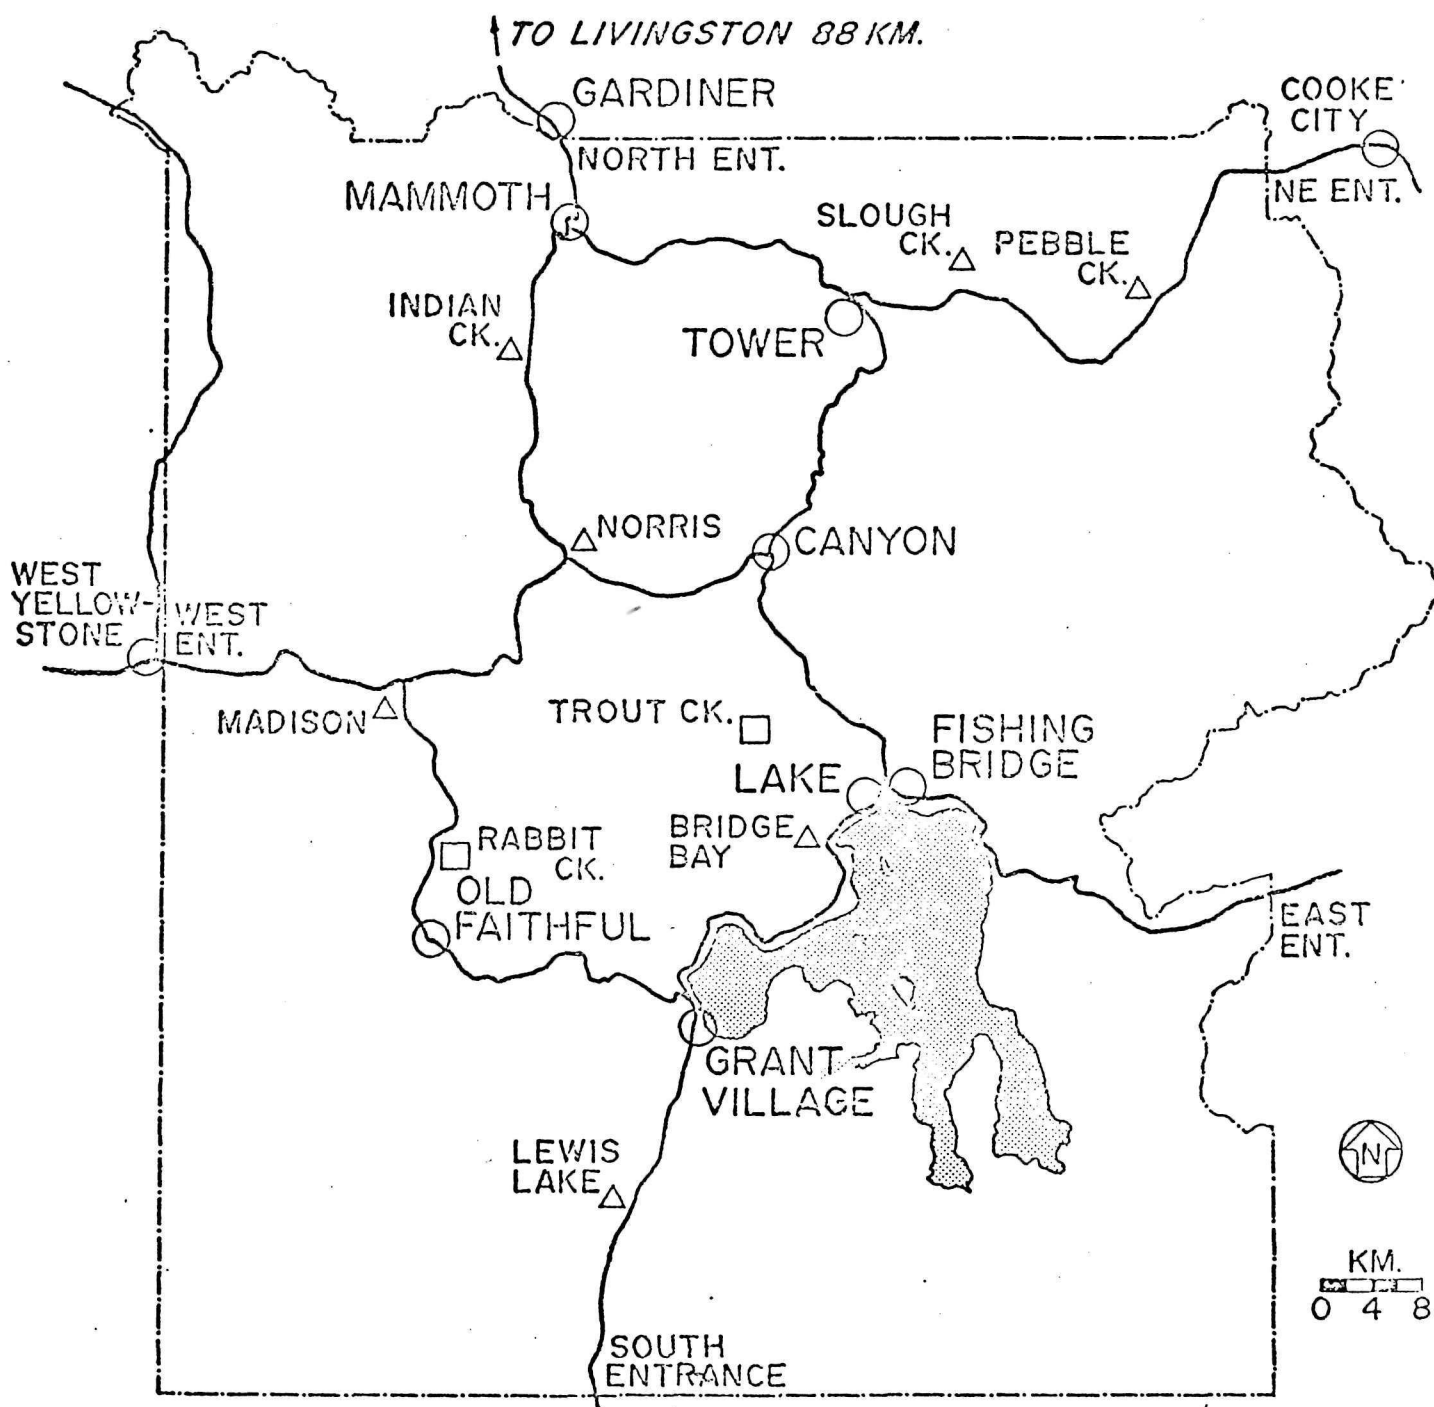 TO LIVINGSTON 88 KM.
GARDINER
NORTH ENT.
COOKE
CITY
NE ENT.
MAMMOTH
SLOUGH
CK.
PEBBLE
CK.
INDIAN
CK.
TOWER
NORRIS
CANYON
WEST
YELLOW-
STONE
WEST
ENT.
MADISON
TROUT CK.
FISHING
BRIDGE
LAKE
BRIDGE
BAY
RABBIT
CK.
OLD
FAITHFUL
EAST
ENT.
GRANT
VILLAGE
LEWIS
LAKE
N
KM.
0 4 8
SOUTH
ENTRANCE